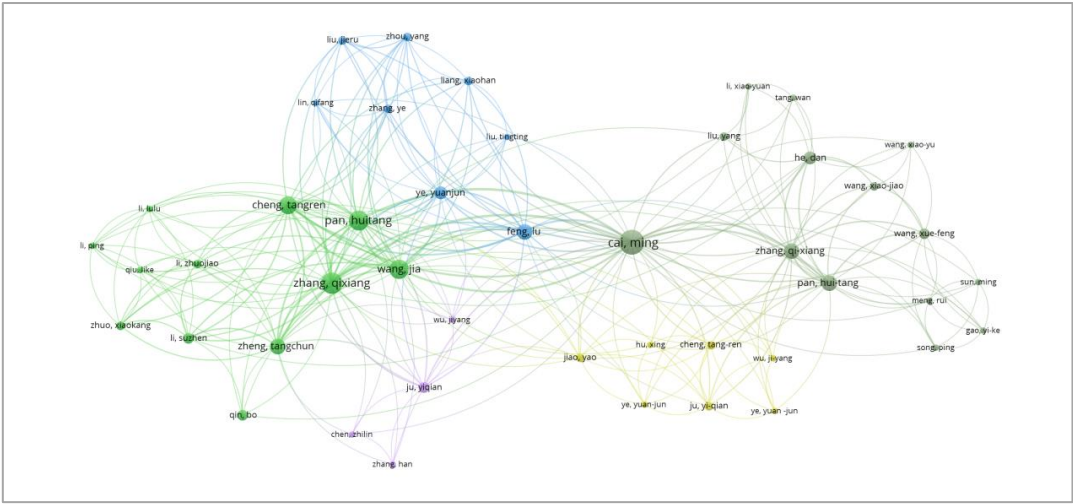 liu, jieru
zhou, yang
liang, xiaohan
lin, qifang
zhang, ye
liu, tingting
ye, yuanjun
feng, lu
cheng, tangren
pan, huitang
li, lulu
li, ping
qiu, like
li, zhuojiao
wang, jia
zhang, qixiang
zhuo, xiaokang
li, suzhen
zheng, tangchun
qin, bo
wu, jiyang
ju, yiqian
chen, zhilin
zhang, han
cai, ming
li, xiao-yuan
tang, wan
liu, yang
he, dan
wang, xiao-yu
wang, xiao-jiao
wang, xue-feng
zhang, qi-xiang
pan, hui-tang
sun, ming
meng, rui
gao, yi-ke
song, ping
hu, xing
cheng, tang-ren
jiao, yao
wu, jiiyang
ye, yuan-jun
ju, yi-qian
ye, yuan -jun